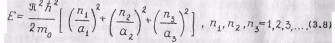 E = π²ħ²/2m₀ [(n₁/a₁)² + (n₂/a₂)² + (n₃/a₃)²] , n₁,n₂,n₃=1,2,3,... (3.8)